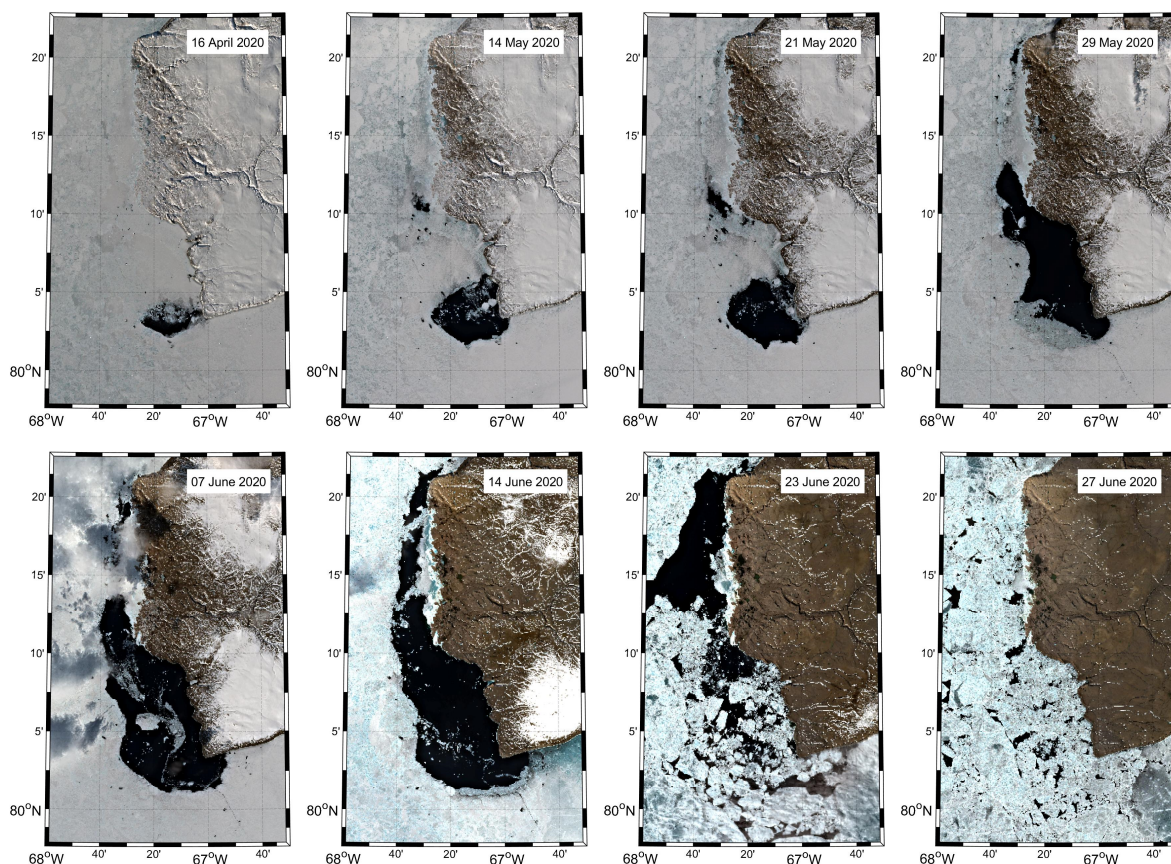 16 April 2020
14 May 2020
21 May 2020
29 May 2020
20'
20'
20'
20'
15'
15'
15'
15'
10'
10'
10'
10'
5'
5'
5'
5'
80°N
80°N
80°N
80°N
68°W 40' 20' 67°W 40'
68°W 40' 20' 67°W 40'
68°W 40' 20' 67°W 40'
68°W 40' 20' 67°W 40'
07 June 2020
14 June 2020
23 June 2020
27 June 2020
20'
20'
20'
20'
15'
15'
15'
15'
10'
10'
10'
10'
5'
5'
5'
5'
80°N
80°N
80°N
80°N
68°W 40' 20' 67°W 40'
68°W 40' 20' 67°W 40'
68°W 40' 20' 67°W 40'
68°W 40' 20' 67°W 40'